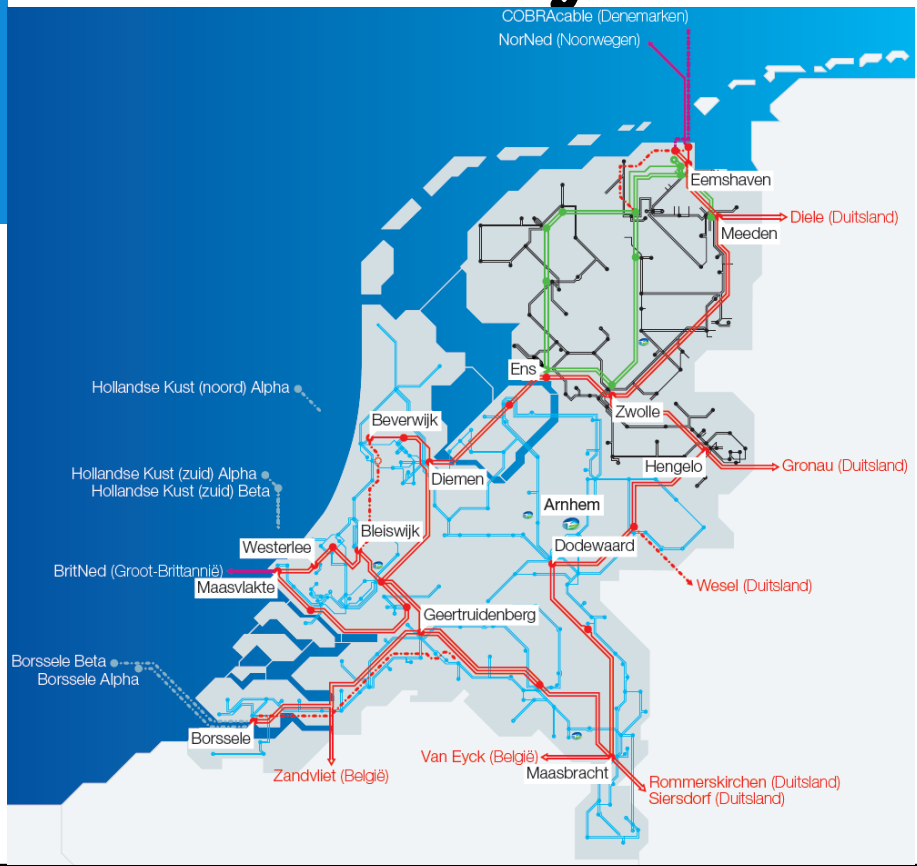 COBRAcable (Denemarken)
NorNed (Noorwegen)
Eemshaven
Diele (Duitsland)
Meeden
Ens
Hollandse Kust (noord) Alpha
Zwolle
Beverwijk
Hengelo
Gronau (Duitsland)
Hollandse Kust (zuid) Alpha
Hollandse Kust (zuid) Beta
Diemen
Arnhem
Bleiswijk
Westerlee
Dodewaard
BritNed (Groot-Brittannië)
Maasvlakte
Wesel (Duitsland)
Geertruidenberg
Borssele Beta
Borssele Alpha
Borssele
Van Eyck (België)
Zandvliet (België)
Maasbracht
Rommerskirchen (Duitsland)
Siersdorf (Duitsland)